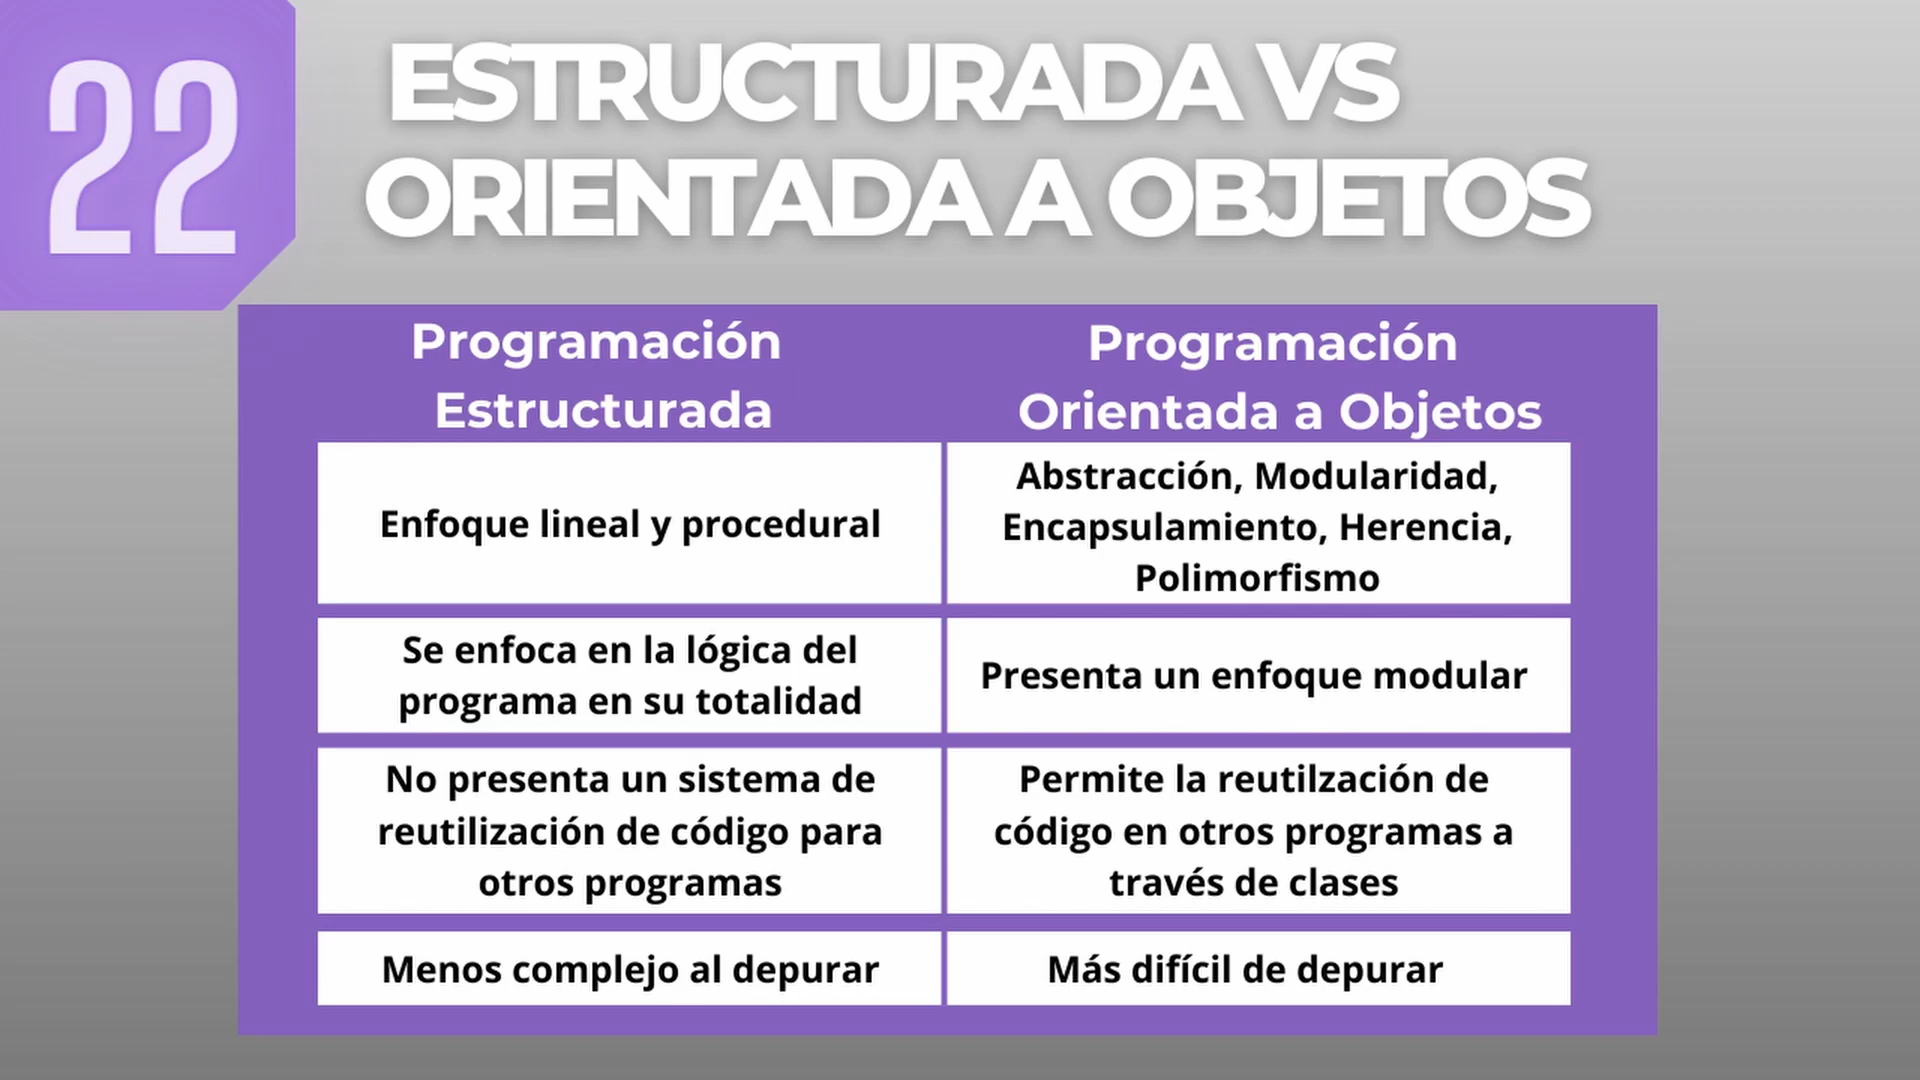 22
ESTRUCTURADA VS
ORIENTADA A OBJETOS
Programación
Estructurada
Programación
Orientada a Objetos
Enfoque lineal y procedural
Abstracción, Modularidad,
Encapsulamiento, Herencia,
Polimorfismo
Se enfoca en la lógica del
programa en su totalidad
Presenta un enfoque modular
No presenta un sistema de
reutilización de código para
otros programas
Permite la reutilzación de
código en otros programas a
través de clases
Menos complejo al depurar
Más difícil de depurar